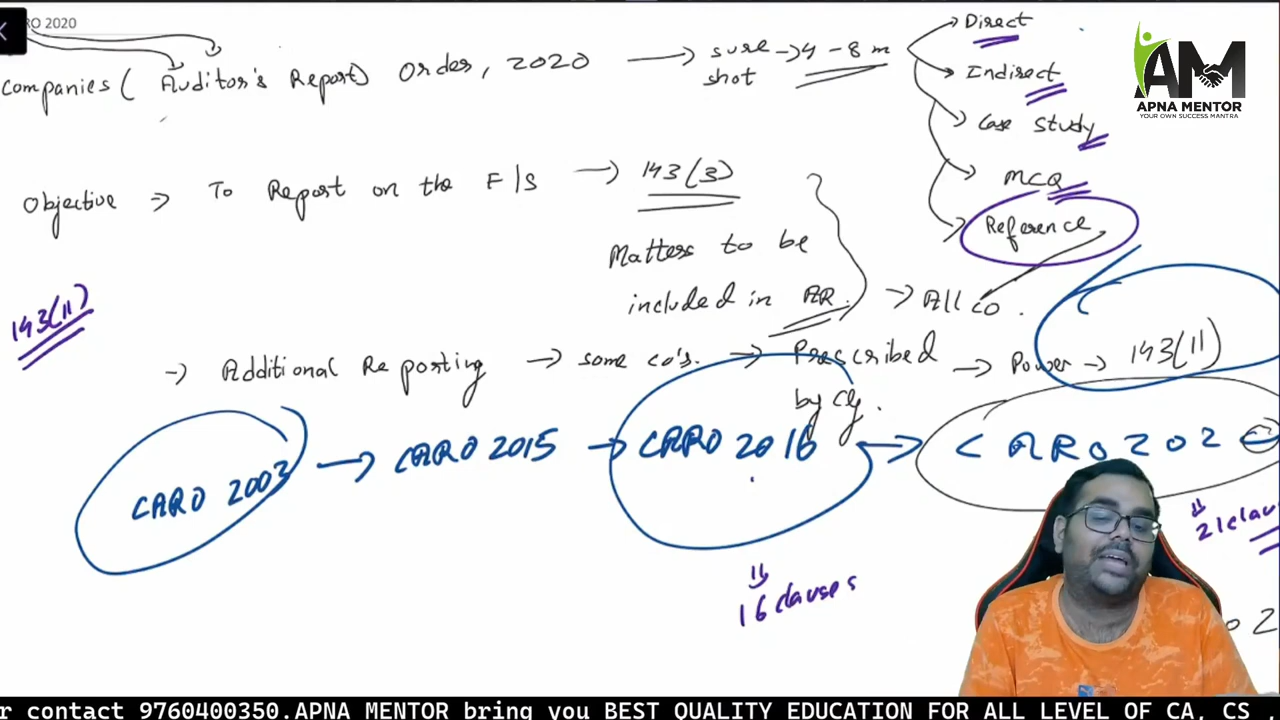 RO 2020
Companies (Auditor's Report) Order, 2020 → sure shot → 4 - 8 m
Direct
Indirect
Case Study
MCQ
Reference
AM
APNA MENTOR
YOUR OWN SUCCESS MANTRA
Objective ⇒ To Report on the F/S → 143(3)
Matters to be
included in AR. → All co.
143(11)
→ Additional Reporting → some co's. → Prescribed by CG. → Power → 143(11)
CARO 2003 → CARO 2015 → CARO 2016 → CARO 202
16 clauses
21 clau
O 2
r contact 9760400350.APNA MENTOR bring you BEST QUALITY EDUCATION FOR ALL LEVEL OF CA, CS .